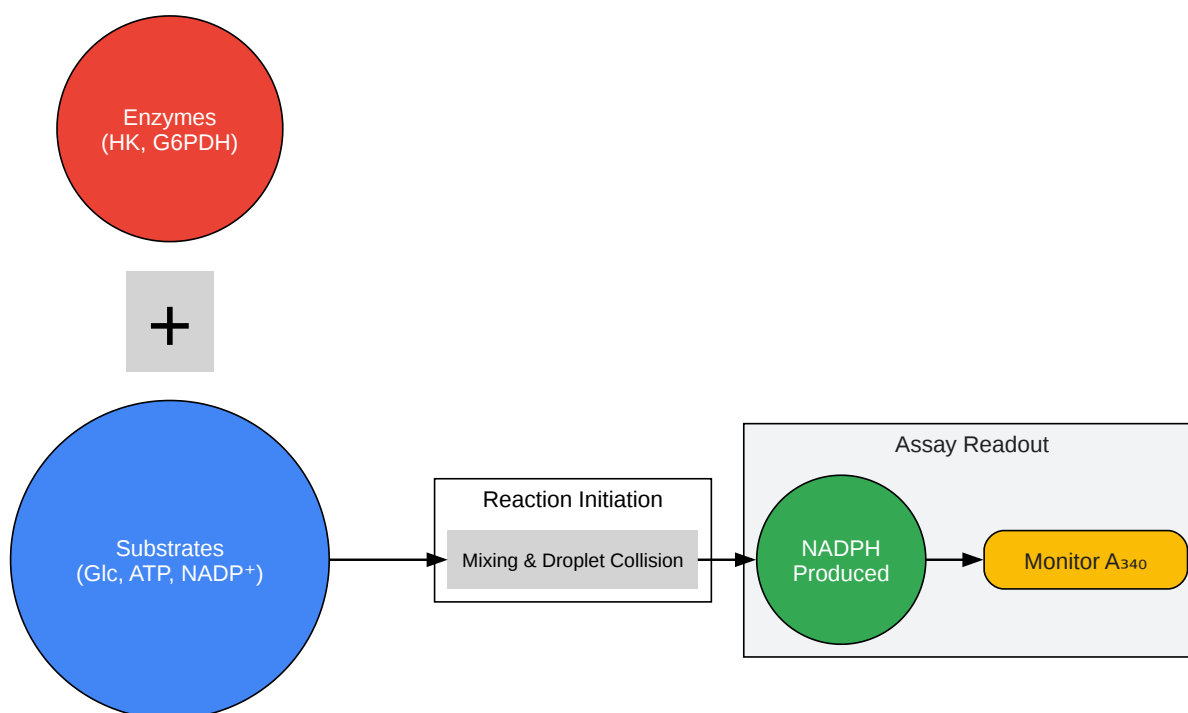 Enzymes
(HK, G6PDH)
+
Substrates
(Glc, ATP, NADP⁺)
Reaction Initiation
Mixing & Droplet Collision
Assay Readout
NADPH
Produced
Monitor A₃₄₀